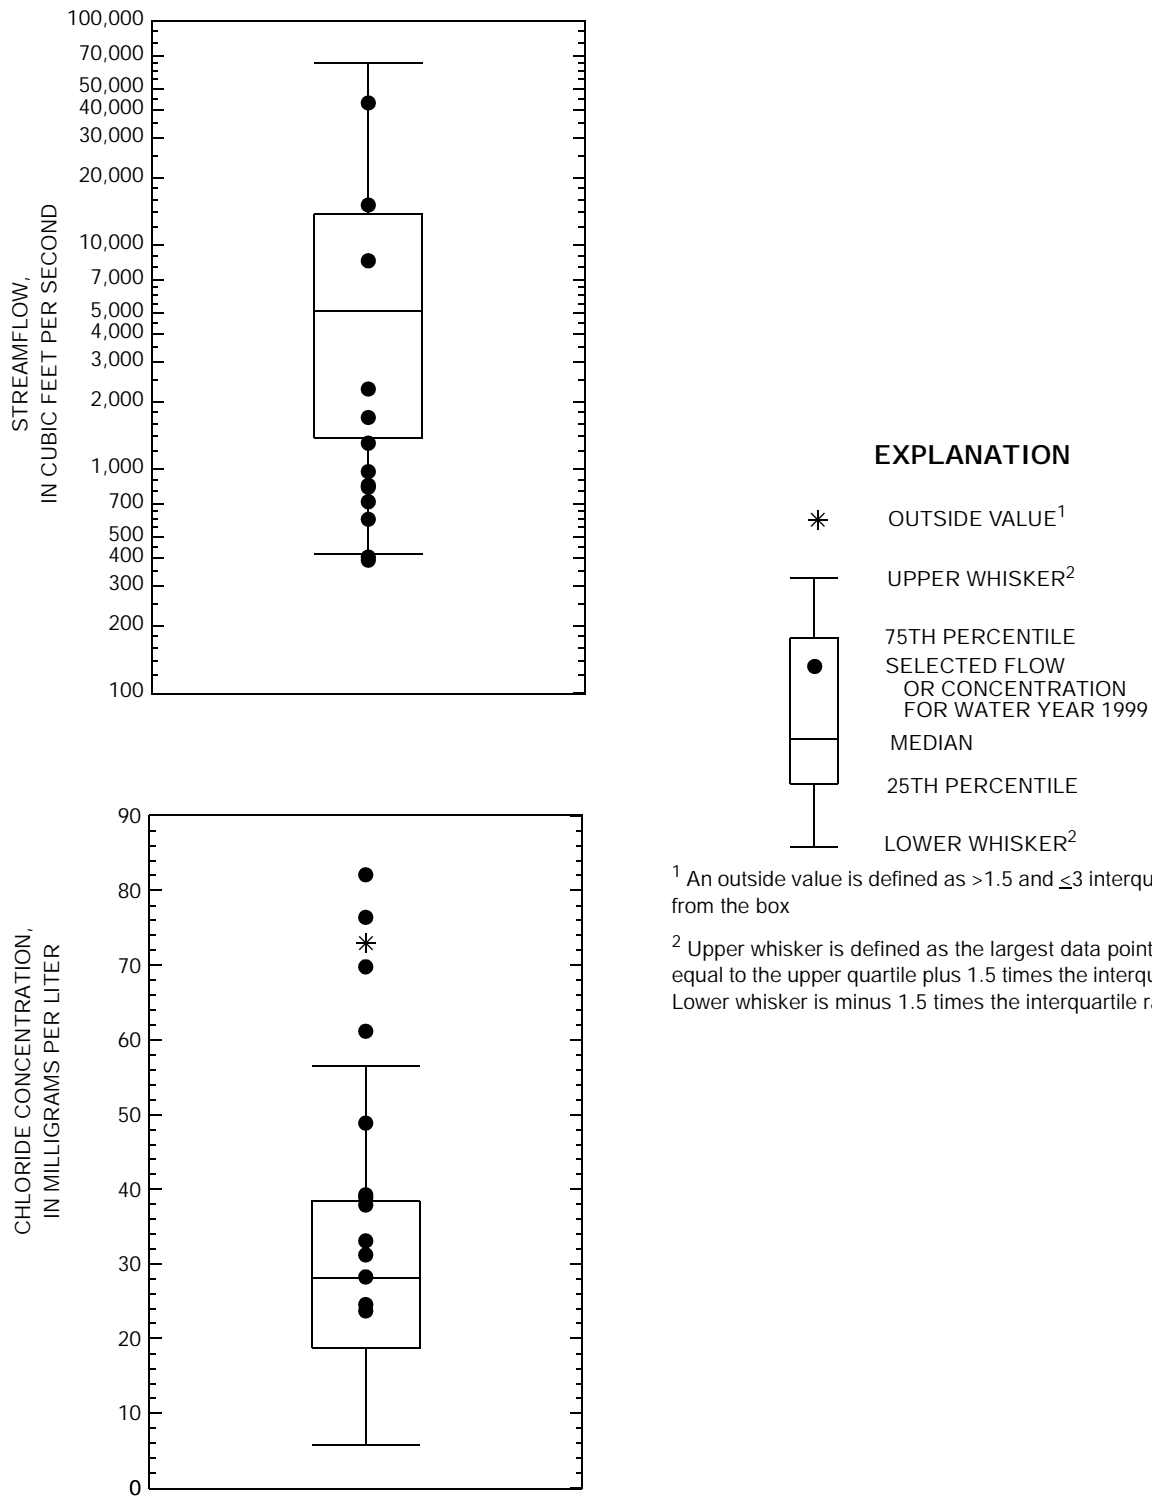 100,000
70,000
50,000
40,000
30,000
20,000
10,000
7,000
5,000
4,000
3,000
2,000
1,000
700
500
400
300
200
100
STREAMFLOW,
IN CUBIC FEET PER SECOND
EXPLANATION
OUTSIDE VALUE1
UPPER WHISKER2
75TH PERCENTILE
SELECTED FLOW
OR CONCENTRATION
FOR WATER YEAR 1999
MEDIAN
25TH PERCENTILE
LOWER WHISKER2
1 An outside value is defined as >1.5 and ≤3
from the box
2 Upper whisker is defined as the largest data point
equal to the upper quartile plus 1.5 times the
Lower whisker is minus 1.5 times the interquartile
90
80
70
60
50
40
30
20
10
0
CHLORIDE CONCENTRATION,
IN MILLIGRAMS PER LITER